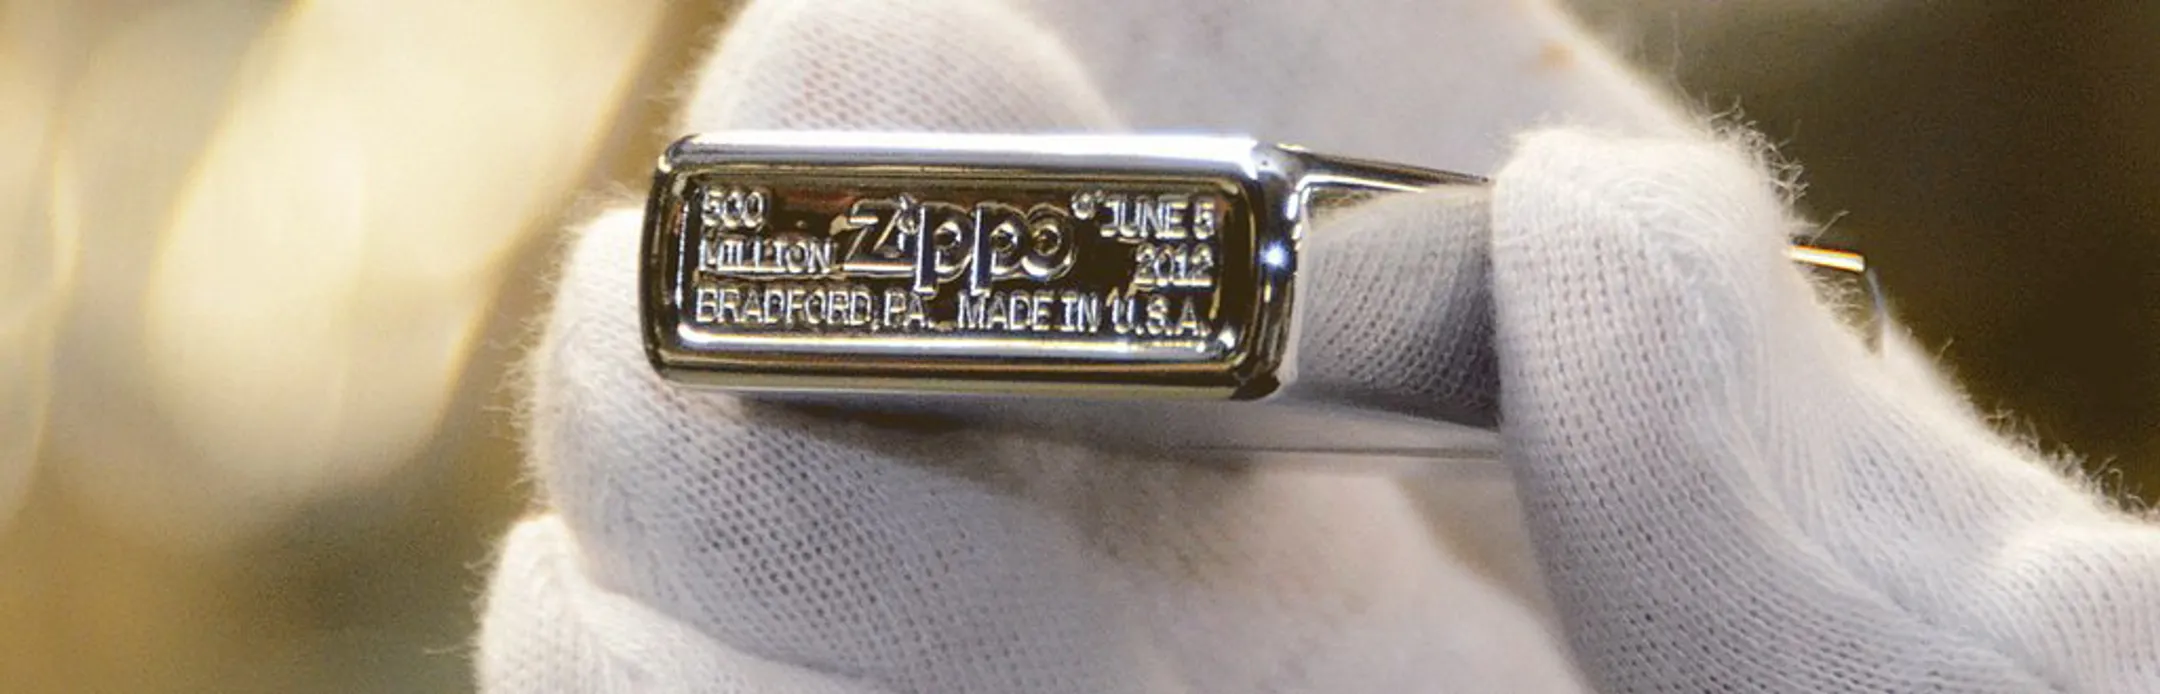 500 MILLION Zippo® JUNE 5 2012
BRADFORD, PA. MADE IN U.S.A.